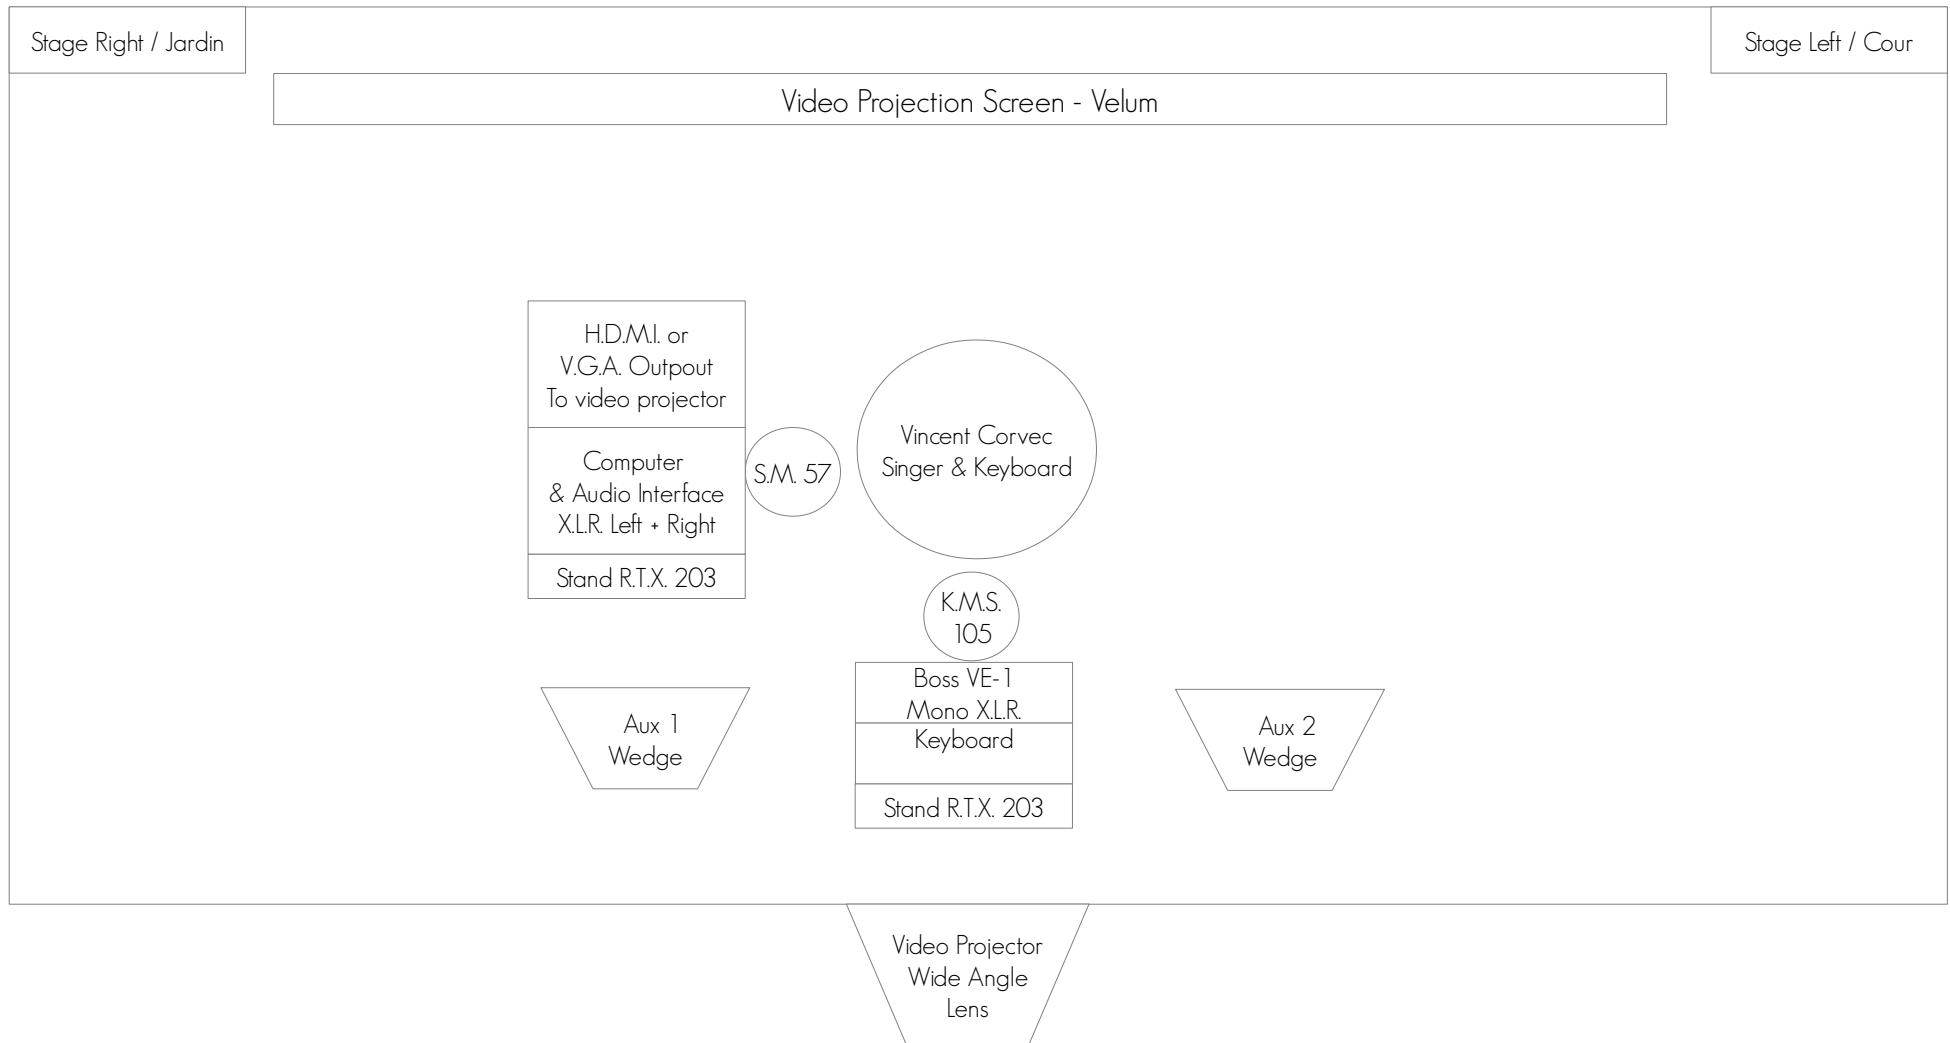 Stage Right / Jardin
Stage Left / Cour
Video Projection Screen - Velum
H.D.M.I. or
V.G.A. Outpout
To video projector
Computer
& Audio Interface
X.L.R. Left + Right
Stand R.T.X. 203
S.M. 57
Vincent Corvec
Singer & Keyboard
K.M.S.
105
Boss VE-1
Mono X.L.R.
Keyboard
Stand R.T.X. 203
Aux 1
Wedge
Aux 2
Wedge
Video Projector
Wide Angle
Lens